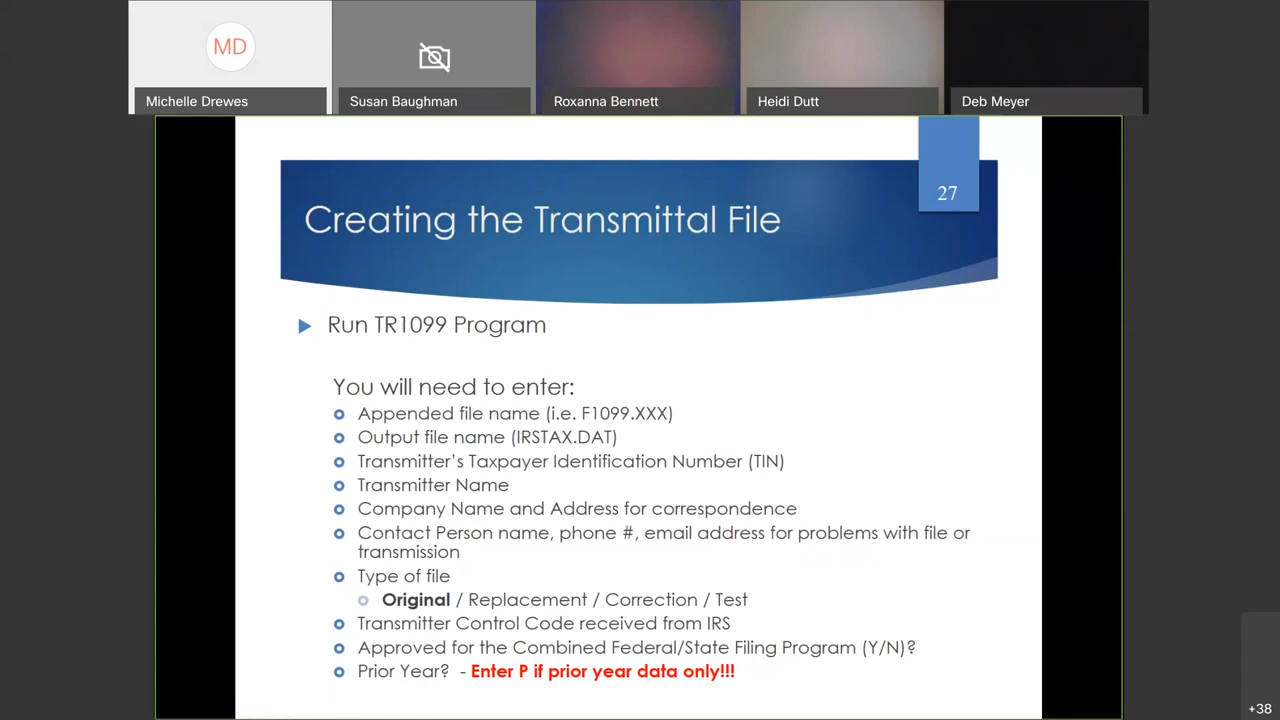 MD
Michelle Drewes
Susan Baughman
Roxanna Bennett
Heidi Dutt
Deb Meyer
27
Creating the Transmittal File
Run TR1099 Program
You will need to enter:
Appended file name (i.e. F1099.XXX)
Output file name (IRSTAX.DAT)
Transmitter’s Taxpayer Identification Number (TIN)
Transmitter Name
Company Name and Address for correspondence
Contact Person name, phone #, email address for problems with file or
transmission
Type of file
Original / Replacement / Correction / Test
Transmitter Control Code received from IRS
Approved for the Combined Federal/State Filing Program (Y/N)?
Prior Year? - Enter P if prior year data only!!!
+38